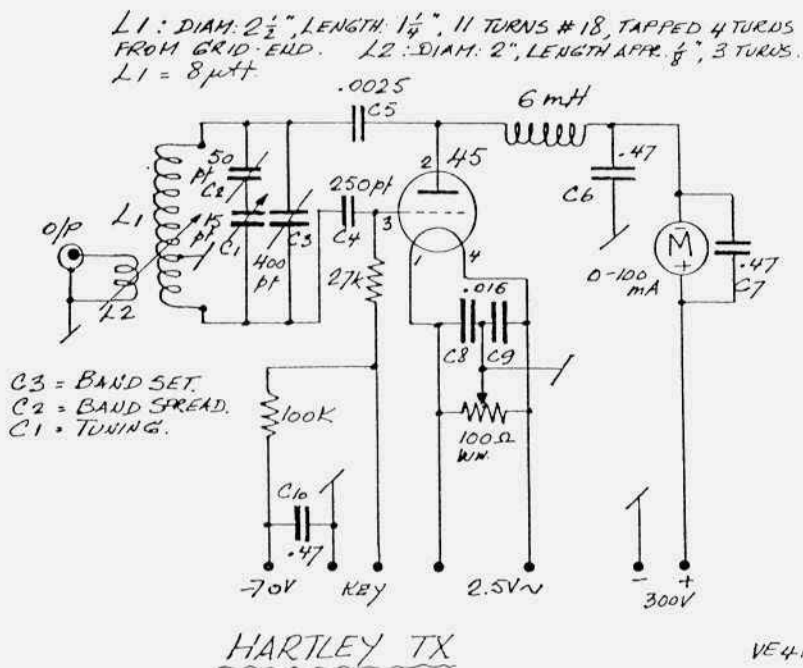 L1: DIAM: 2½", LENGTH: 1¼", 11 TURNS #18, TAPPED 4 TURNS
FROM GRID END. L2: DIAM: 2", LENGTH APPR. ⅛", 3 TURNS.
L1 = 8µH
.0025
C5
6mH
50
pf
C2
.47
C6
2
45
250pf
L1
15
pf
C1
C3
C4
3
O/P
M
0-100
mA
.47
C7
400
pf
27K
1
4
L2
.016
C8
C9
C3 = BAND SET.
C2 = BAND SPREAD.
C1 = TUNING.
100K
100Ω
WW.
C10
.47
-70V
KEY
2.5V~
- +
300V
HARTLEY TX
VE4